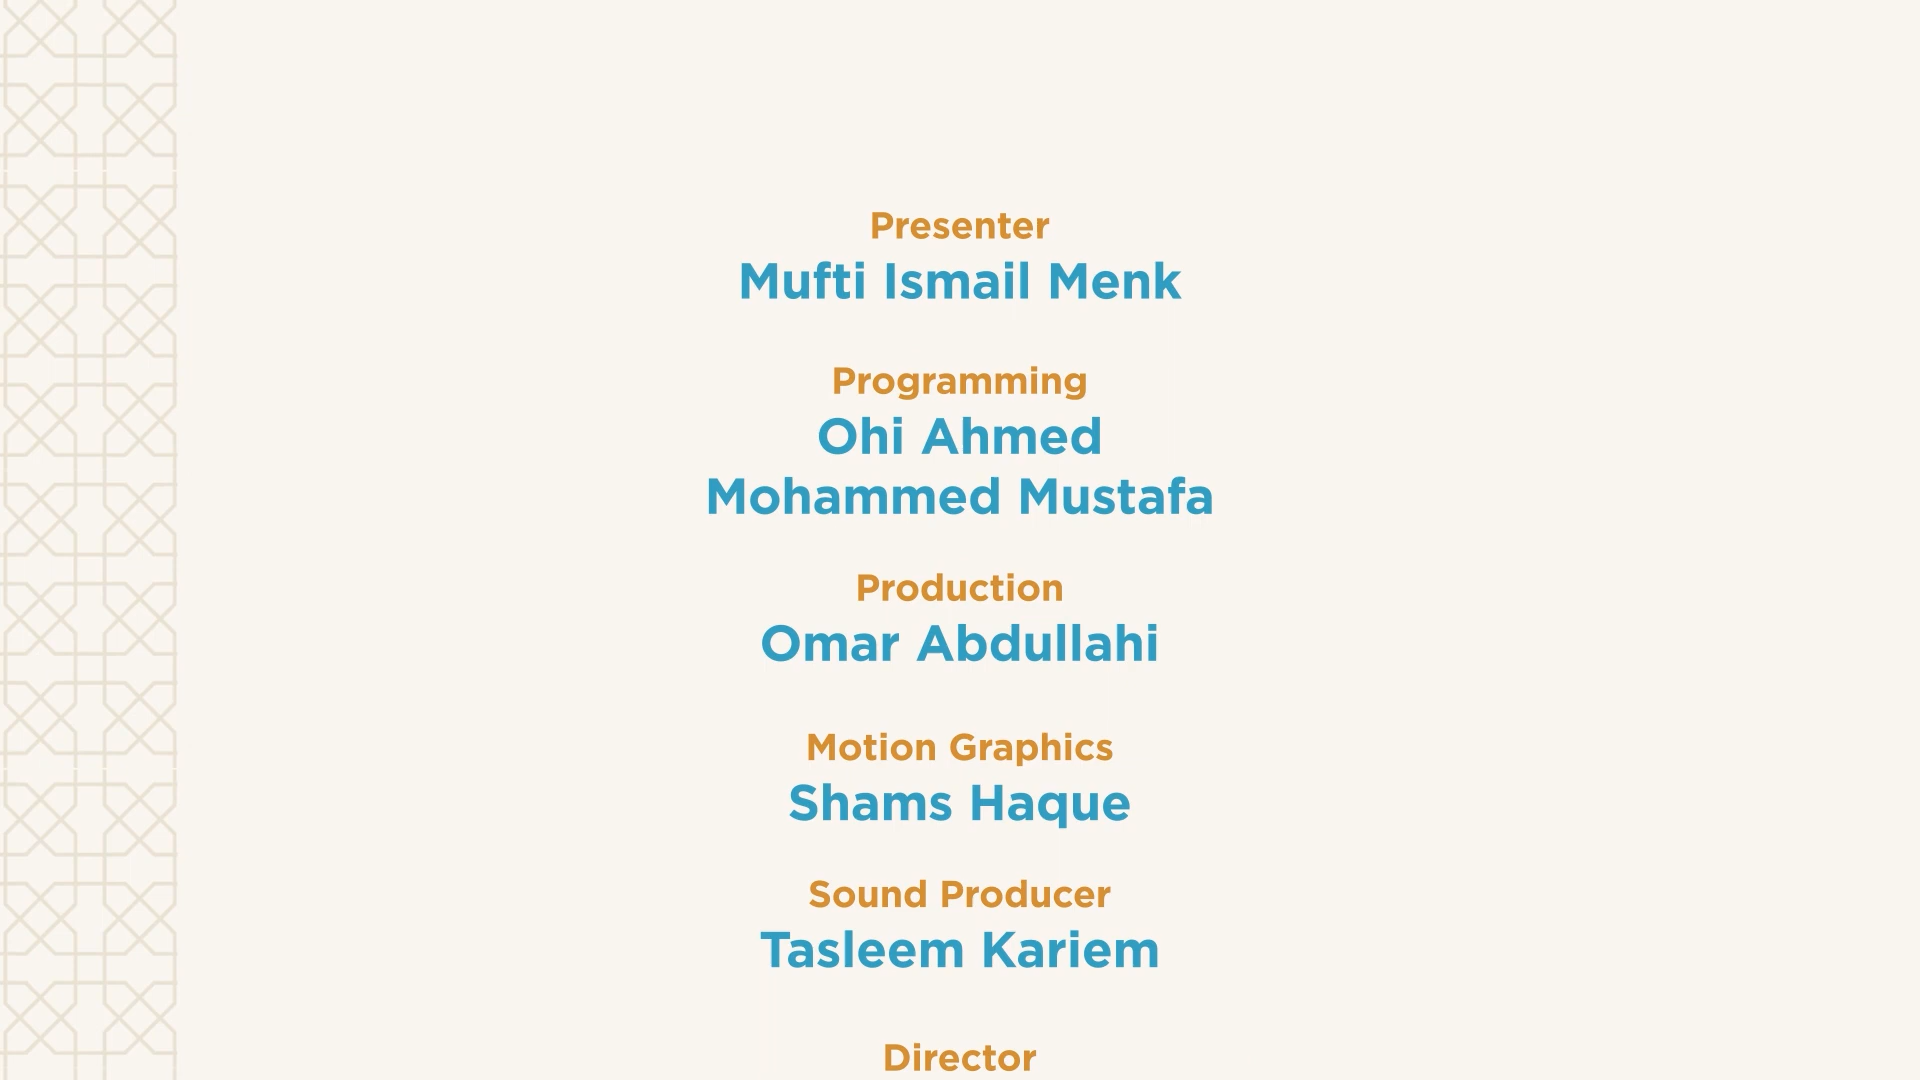 Presenter
Mufti Ismail Menk
Programming
Ohi Ahmed
Mohammed Mustafa
Production
Omar Abdullahi
Motion Graphics
Shams Haque
Sound Producer
Tasleem Kariem
Director